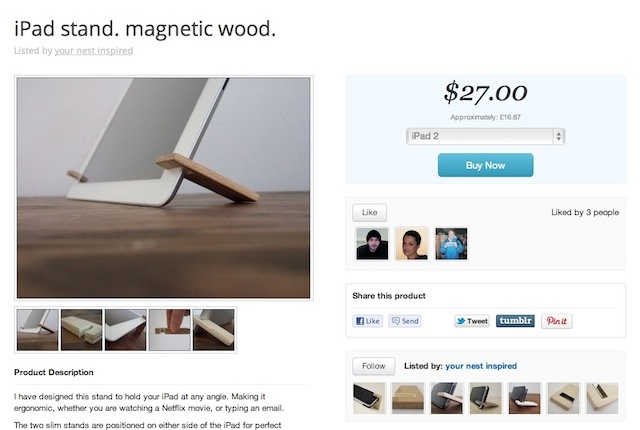 iPad stand. magnetic wood.
Listed by your nest inspired
$27.00
Approximately: £16.87
iPad 2
Buy Now
Like
Liked by 3 people
Share this product
Like
Send
Tweet
tumblr.
Pin it
Follow
Listed by: your nest inspired
Product Description
I have designed this stand to hold your iPad at any angle. Making it
ergonomic, whether you are watching a Netflix movie, or typing an email.
The two slim stands are positioned on either side of the iPad for perfect